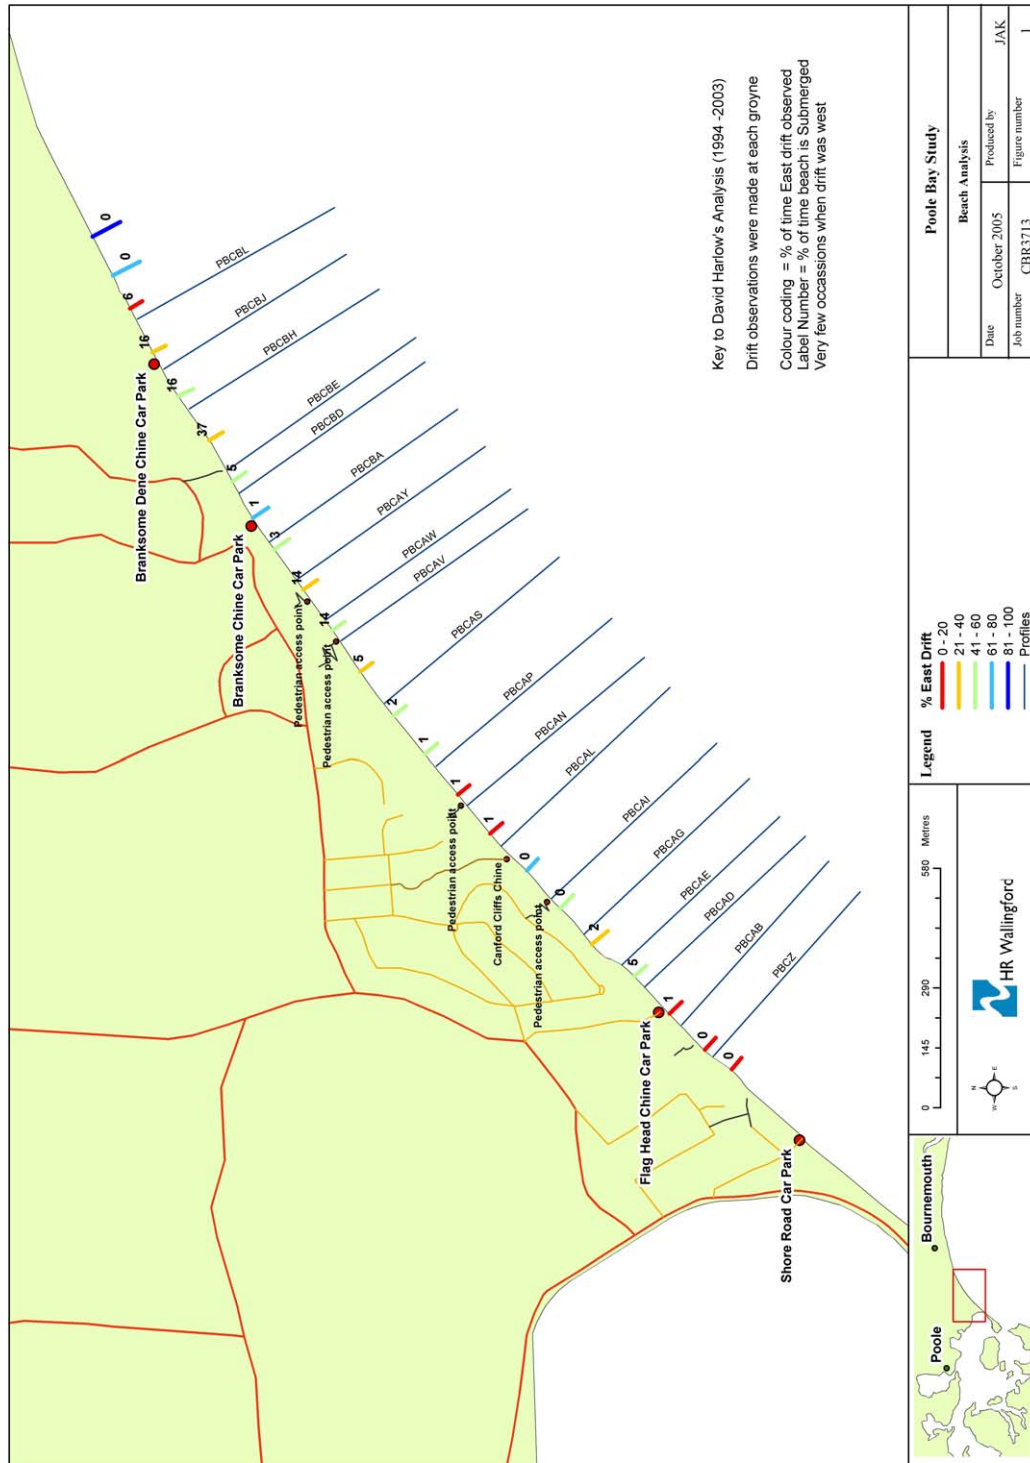 0
0
6
16
16
37
5
1
3
14
14
5
2
1
1
1
0
0
2
5
1
0
0
Branksome Dene Chine Car Park
Branksome Chine Car Park
Pedestrian access point
Pedestrian access point
Pedestrian access point
Canford Cliffs Chine
Pedestrian access point
Flag Head Chine Car Park
Shore Road Car Park
PBCBL
PBCBJ
PBCBH
PBCBE
PBCBD
PBCBA
PBCAY
PBCAW
PBCAV
PBCAS
PBCAP
PBCAN
PBCAL
PBCAI
PBCAG
PBCAE
PBCAD
PBCAB
PBCZ
Key to David Harlow's Analysis (1994 -2003)
Drift observations were made at each groyne
Colour coding = % of time East drift observed
Label Number = % of time beach is Submerged
Very few occassions when drift was west
Poole
Bournemouth
0 145 290 580
Metres
N
W E
S
HR Wallingford
Legend
% East Drift
0 - 20
21 - 40
41 - 60
61 - 80
81 - 100
Profiles
Poole Bay Study
Beach Analysis
Date October 2005 Produced by JAK
Job number CBR3713 Figure number 1